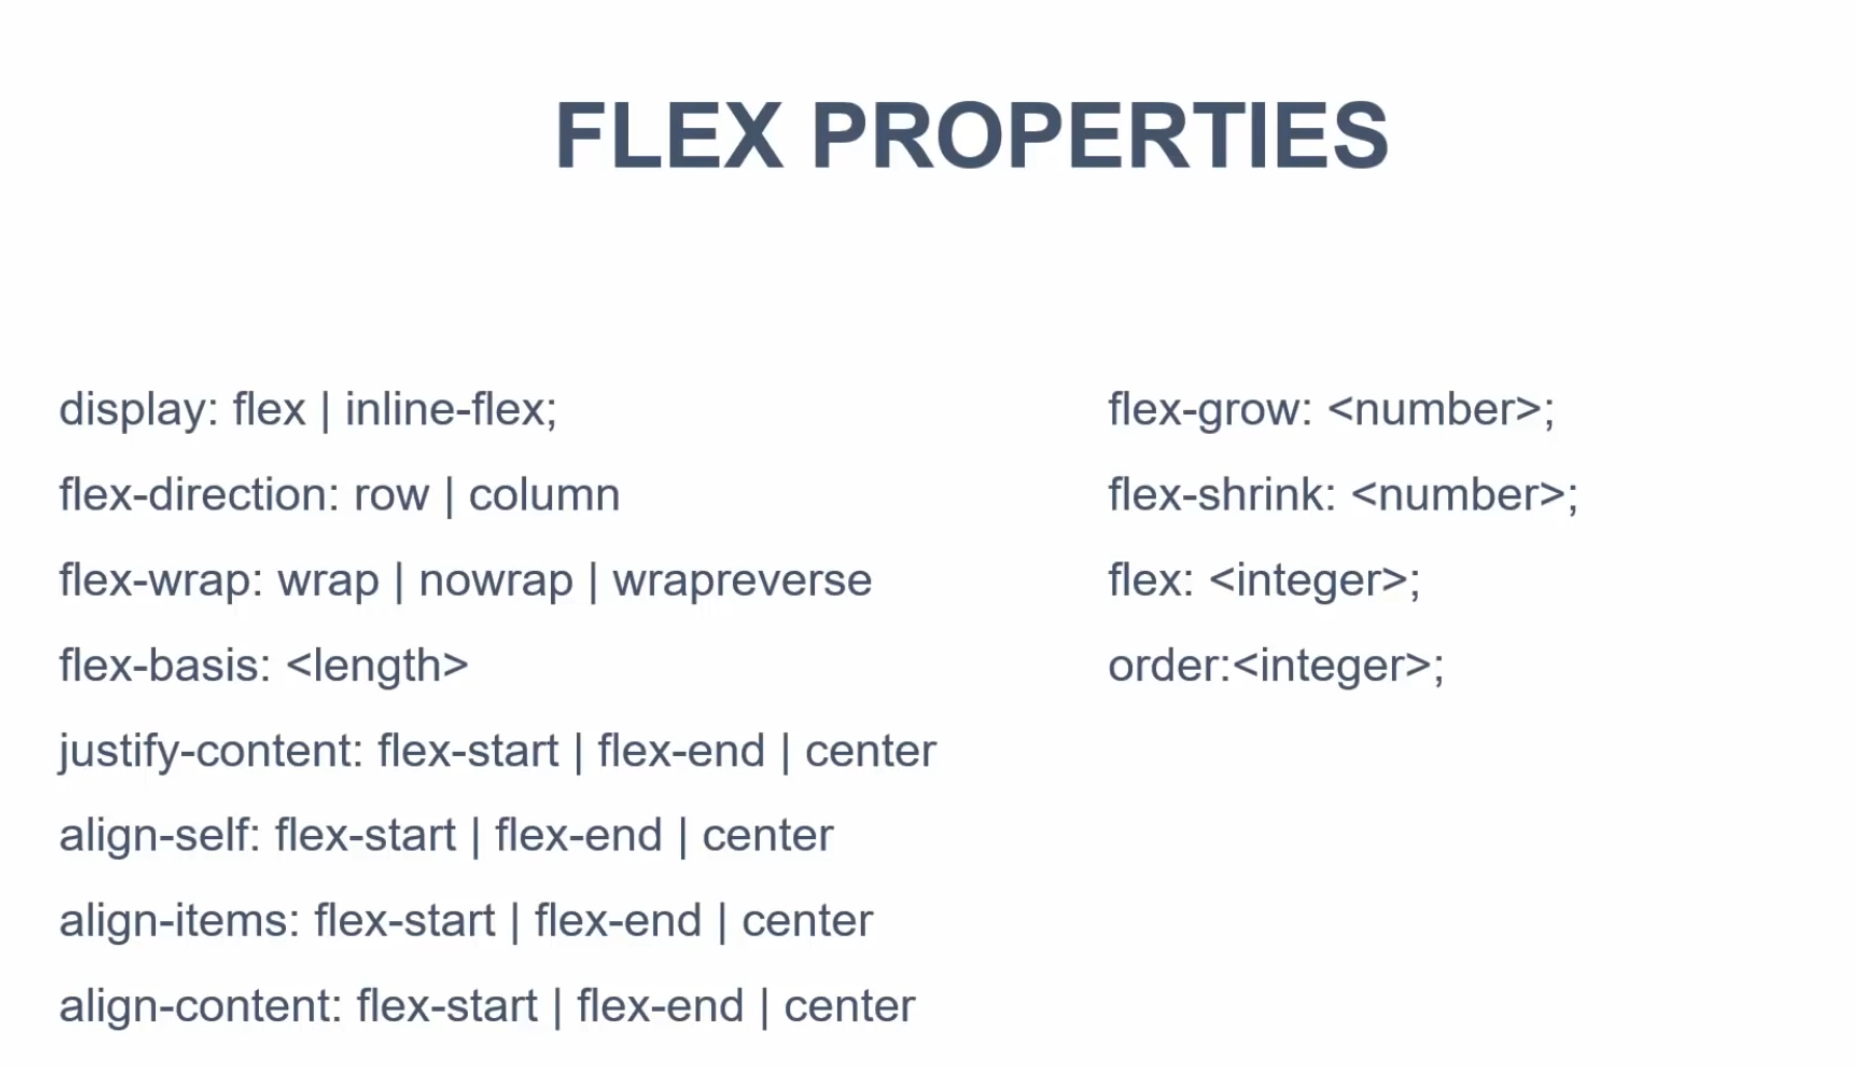 FLEX PROPERTIES
display: flex | inline-flex;
flex-direction: row | column
flex-wrap: wrap | nowrap | wrapreverse
flex-basis: <length>
justify-content: flex-start | flex-end | center
align-self: flex-start | flex-end | center
align-items: flex-start | flex-end | center
align-content: flex-start | flex-end | center
flex-grow: <number>;
flex-shrink: <number>;
flex: <integer>;
order:<integer>;